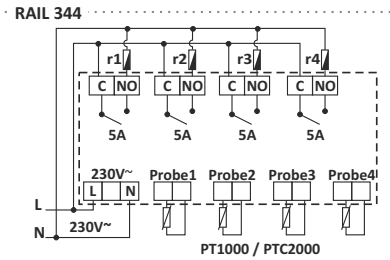 RAIL 344
r1 r2 r3 r4
C NO C NO C NO C NO
5A 5A 5A 5A
230V~ Probe1 Probe2 Probe3 Probe4
L N
L
N 230V~
PT1000 / PTC2000